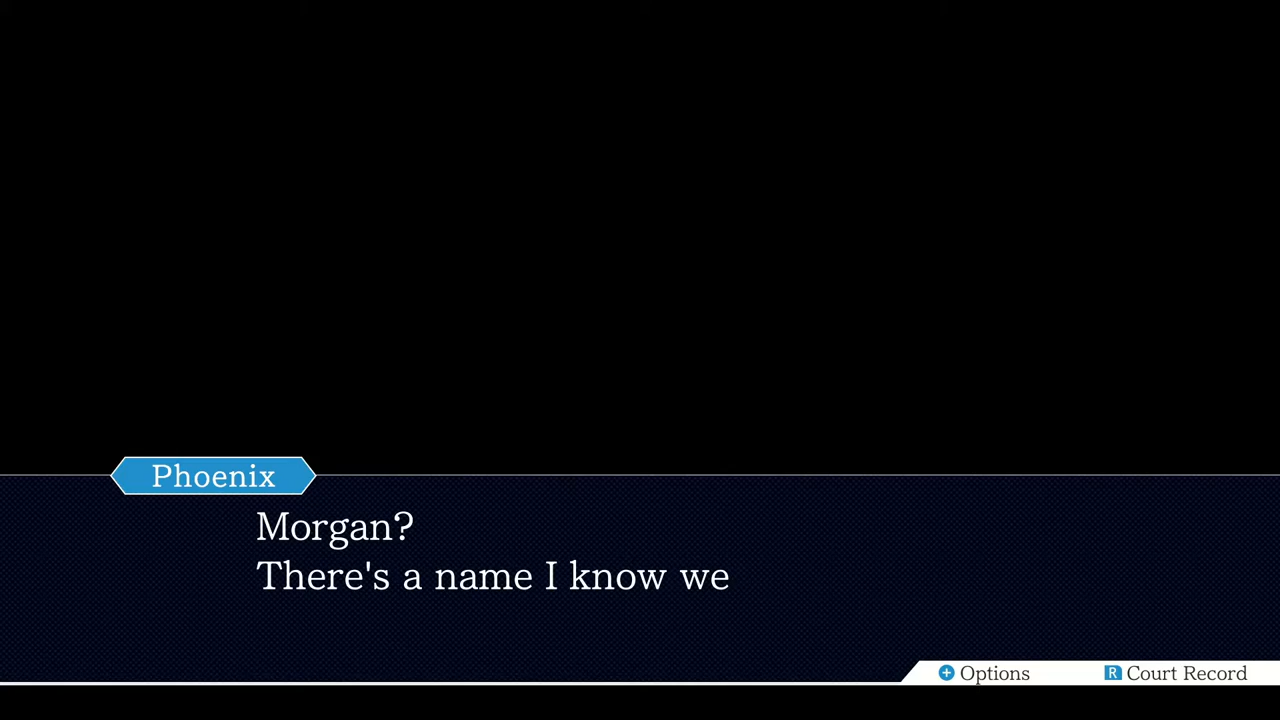 Phoenix
Morgan?
There's a name I know we
Options
Court Record